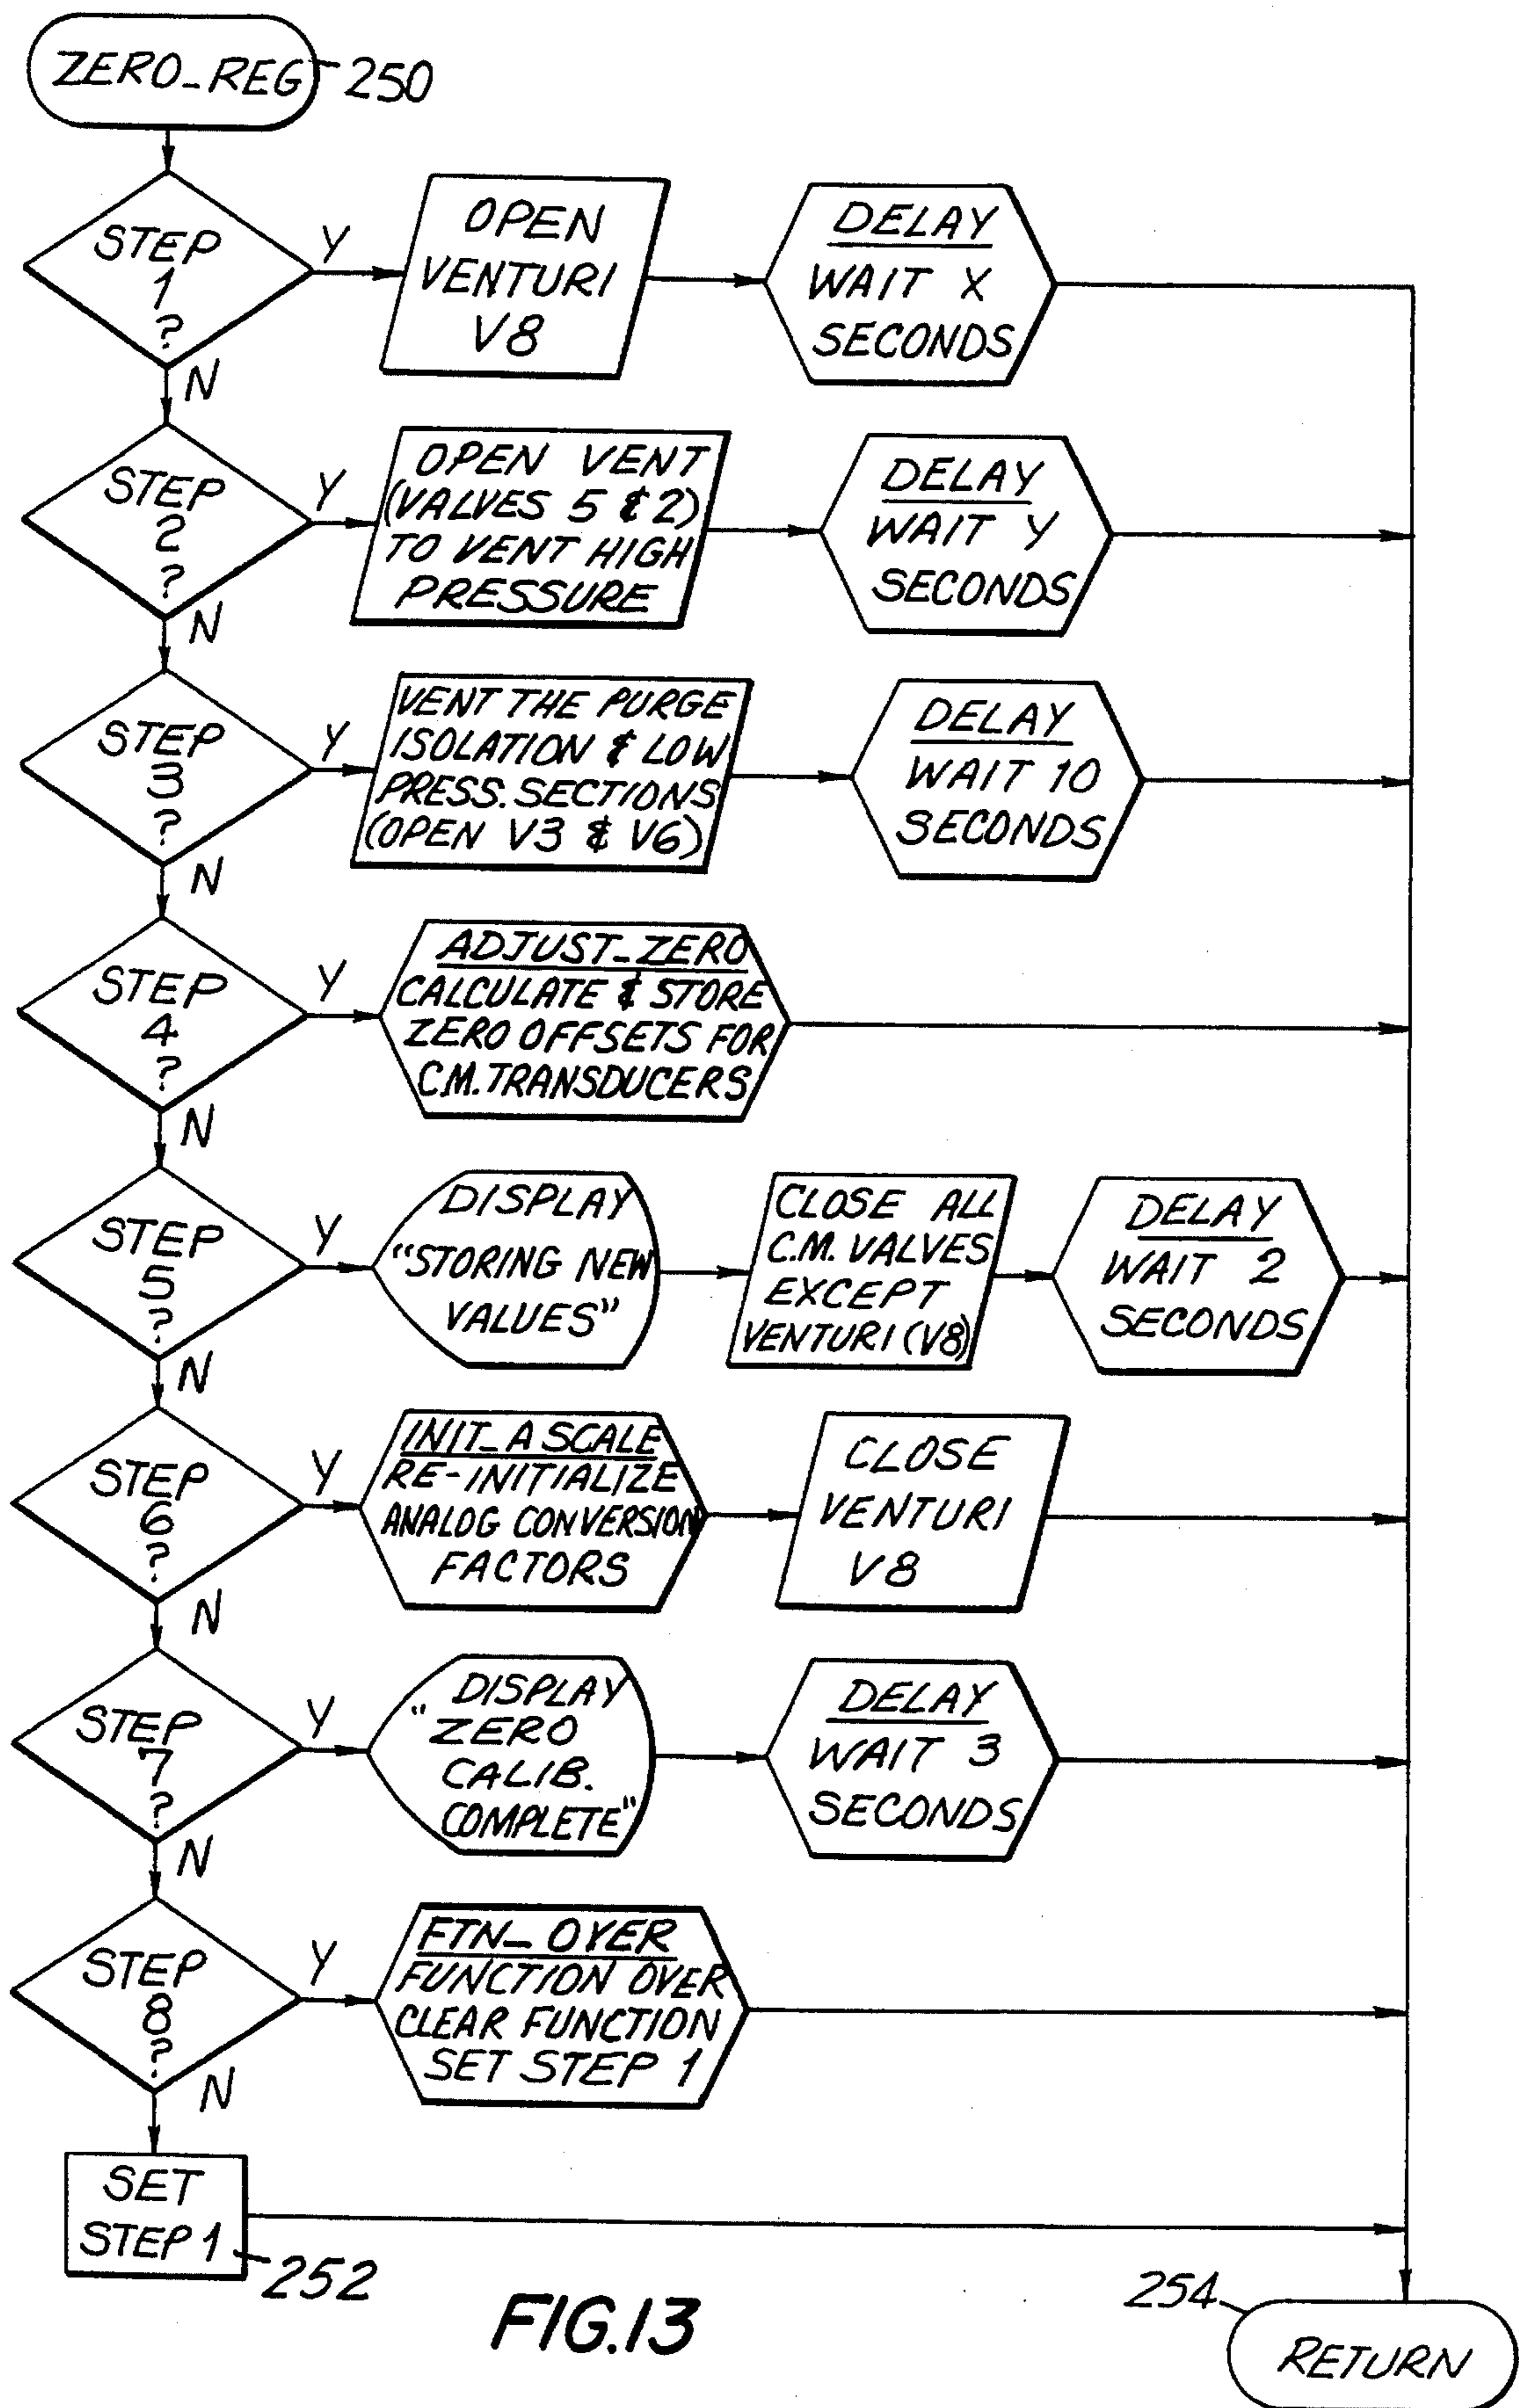 ZERO_REG 250
STEP
1
?
Y
N
OPEN
VENTURI
V8
DELAY
WAIT X
SECONDS
STEP
2
?
Y
N
OPEN VENT
(VALVES 5 & 2)
TO VENT HIGH
PRESSURE
DELAY
WAIT Y
SECONDS
STEP
3
?
Y
N
VENT THE PURGE
ISOLATION & LOW
PRESS. SECTIONS
(OPEN V3 & V6)
DELAY
WAIT 10
SECONDS
STEP
4
?
Y
N
ADJUST_ZERO
CALCULATE & STORE
ZERO OFFSETS FOR
C.M. TRANSDUCERS
STEP
5
?
Y
N
DISPLAY
"STORING NEW
VALUES"
CLOSE ALL
C.M. VALVES
EXCEPT
VENTURI (V8)
DELAY
WAIT 2
SECONDS
STEP
6
?
Y
N
INIT_A SCALE
RE-INITIALIZE
ANALOG CONVERSION
FACTORS
CLOSE
VENTURI
V8
STEP
7
?
Y
N
DISPLAY
"ZERO
CALIB.
COMPLETE"
DELAY
WAIT 3
SECONDS
STEP
8
?
Y
N
FTN_OVER
FUNCTION OVER
CLEAR FUNCTION
SET STEP 1
SET
STEP 1
252
FIG.13
254
RETURN